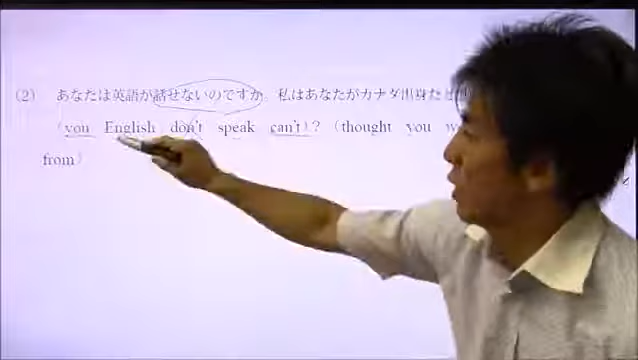 (2) あなたは英語が話せないのですか。私はあなたがカナダ出身だと
(you English don't speak can't)? (thought you
from)